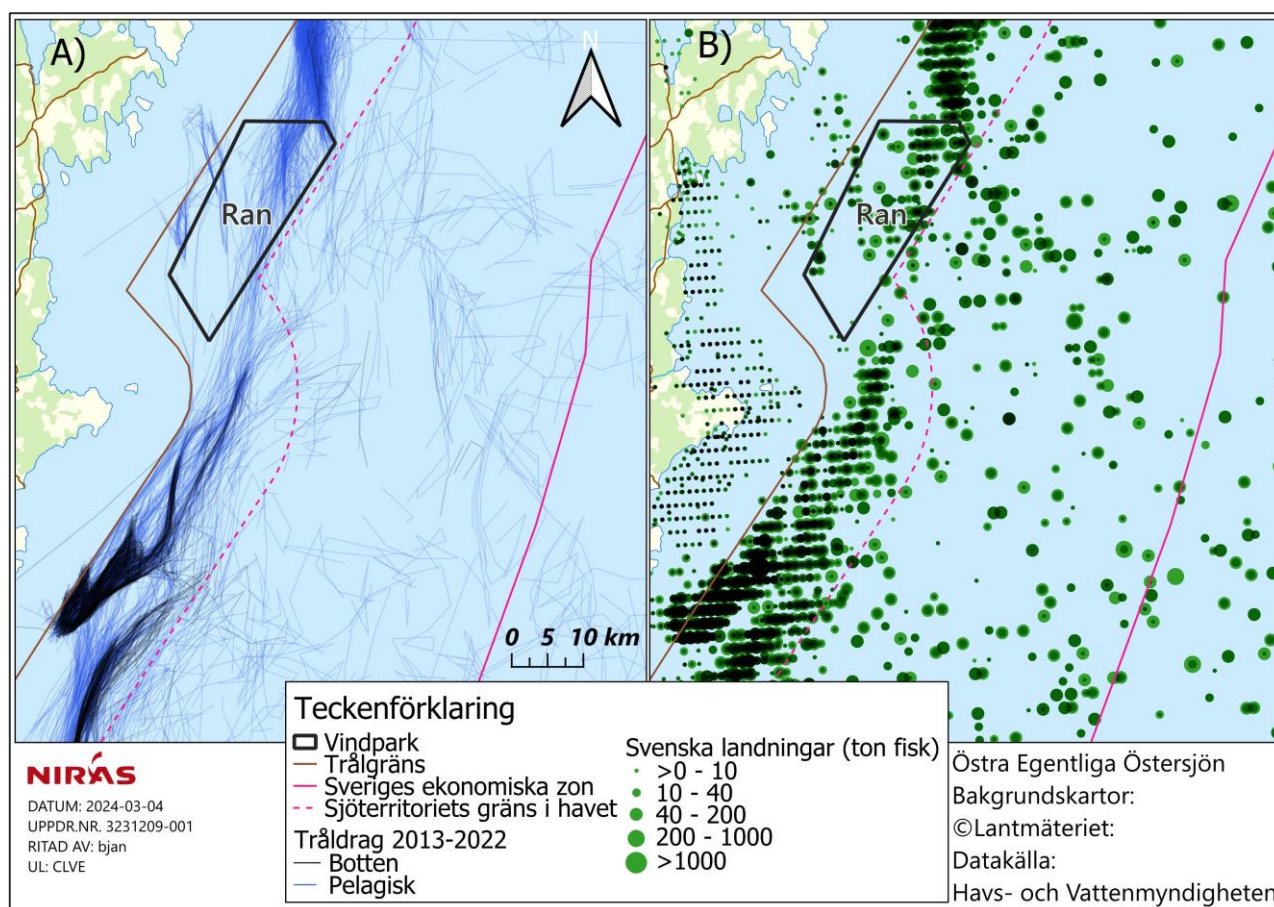 A)
N
Ran
0 5 10 km
B)
Ran
Teckenförklaring
Vindpark
Trålgräns
Sveriges ekonomiska zon
Sjöterritoriets gräns i havet
Tråldrag 2013-2022
Botten
Pelagisk
Svenska landningar (ton fisk)
>0 - 10
10 - 40
40 - 200
200 - 1000
>1000
NIRAS
DATUM: 2024-03-04
UPPDR.NR. 3231209-001
RITAD AV: bjan
UL: CLVE
Östra Egentliga Östersjön
Bakgrundskartor:
©Lantmäteriet:
Datakälla:
Havs- och Vattenmyndigheten